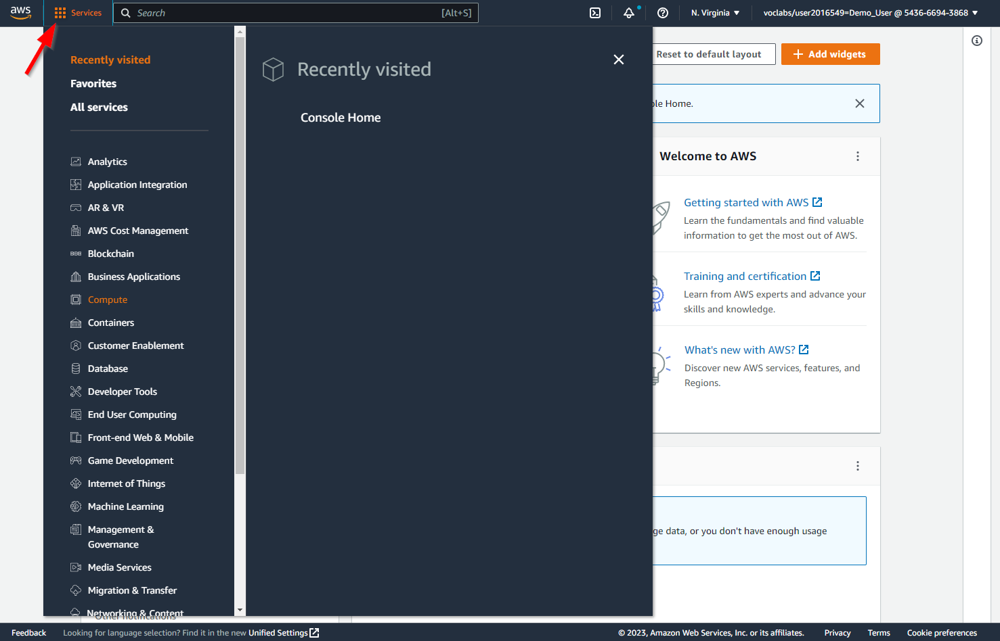 aws
Services
Search
[Alt+S]
N. Virginia
voclabs/user2016549=Demo_User @ 5436-6694-3868
Recently visited
Favorites
All services
Analytics
Application Integration
AR & VR
AWS Cost Management
Blockchain
Business Applications
Compute
Containers
Customer Enablement
Database
Developer Tools
End User Computing
Front-end Web & Mobile
Game Development
Internet of Things
Machine Learning
Management &
Governance
Media Services
Migration & Transfer
Networking & Content
Other notifications
Recently visited
Console Home
Reset to default layout
Add widgets
ole Home.
Welcome to AWS
Getting started with AWS
Learn the fundamentals and find valuable
information to get the most out of AWS.
Training and certification
Learn from AWS experts and advance your
skills and knowledge.
What's new with AWS?
Discover new AWS services, features, and
Regions.
ge data, or you don't have enough usage
Feedback
Looking for language selection? Find it in the new Unified Settings
© 2023, Amazon Web Services, Inc. or its affiliates.
Privacy
Terms
Cookie preferences